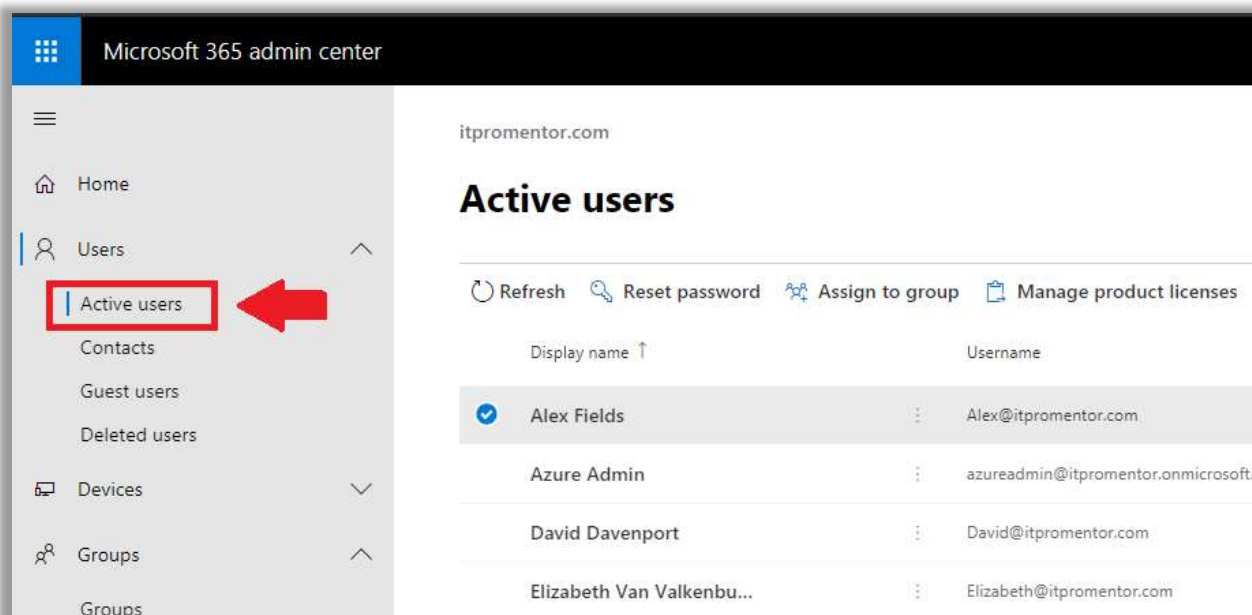 Microsoft 365 admin center
itpromentor.com
Home
Active users
Users
Active users
Refresh Reset password Assign to group Manage product licenses
Contacts
Display name ↑ Username
Guest users
Alex Fields Alex@itpromentor.com
Deleted users
Azure Admin azureadmin@itpromentor.onmicrosoft.
Devices
David Davenport David@itpromentor.com
Groups
Elizabeth Van Valkenbu... Elizabeth@itpromentor.com
Groups